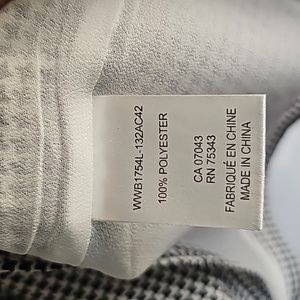 WWB1754L-132AC42
100% POLYESTER
CA 07043
RN 75343
FABRIQUÉ EN CHINE
MADE IN CHINA